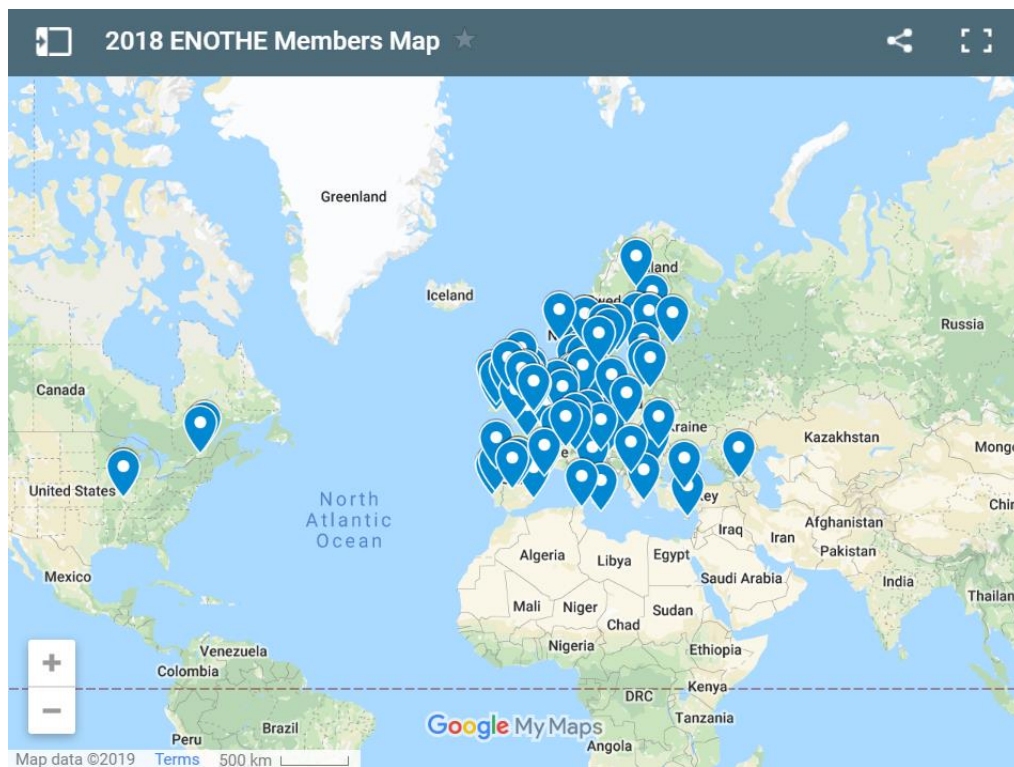 2018 ENOTHE Members Map
Greenland
Iceland
Russia
Canada
Kazakhstan
United States
North
Atlantic
Ocean
Iraq
Iran
Afghanistan
Pakistan
Algeria
Libya
Egypt
Saudi Arabia
India
Thailan
Mexico
Mali
Niger
Chad
Sudan
Nigeria
Ethiopia
Venezuela
Colombia
DRC
Kenya
Tanzania
Brazil
Peru
Angola
+
−
Google My Maps
Map data ©2019 Terms 500 km